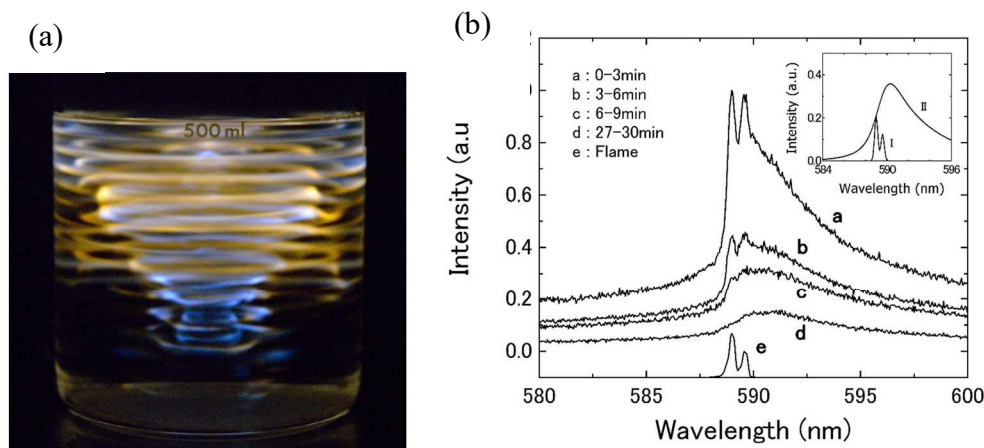 (a)
500 ml
(b)
a : 0-3min
b : 3-6min
c : 6-9min
d : 27-30min
e : Flame
Intensity (a.u
0.8
0.6
0.4
0.2
0.0
a
b
c
d
e
580 585 590 595 600
Wavelength (nm)
Intensity (a.u.)
0.4
0.2
0.0
I
II
584 590 596
Wavelength (nm)